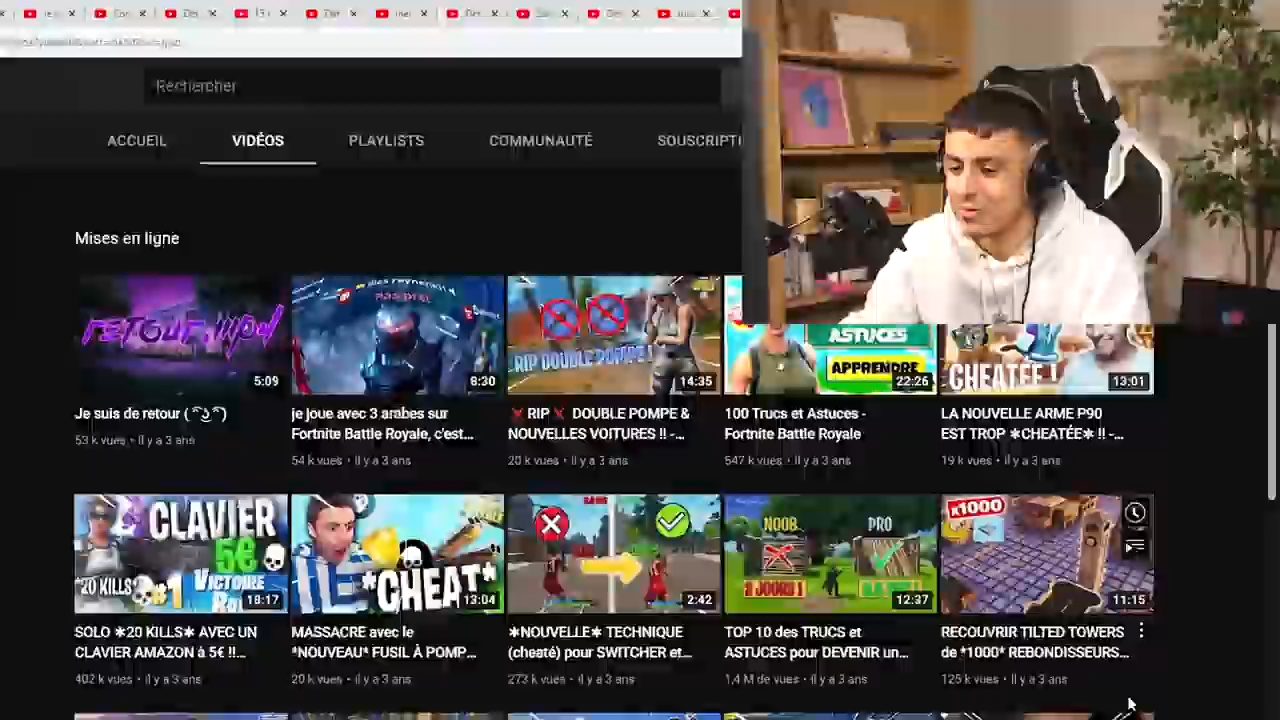 Rechercher
ACCUEIL
VIDÉOS
PLAYLISTS
COMMUNAUTÉ
SOUSCRIPTI
Mises en ligne
retour.mp4
5:09
8:30
RIP DOUBLE POMPE !
14:35
ASTUCES
APPRENDRE
22:26
CHEATÉE !
13:01
Je suis de retour ( ͡° ͜ʖ ͡°)
53 k vues • il y a 3 ans
je joue avec 3 arabes sur
Fortnite Battle Royale, c'est...
54 k vues • il y a 3 ans
❌ RIP ❌ DOUBLE POMPE &
NOUVELLES VOITURES !! -...
20 k vues • il y a 3 ans
100 Trucs et Astuces -
Fortnite Battle Royale
547 k vues • il y a 3 ans
LA NOUVELLE ARME P90
EST TROP ✱CHEATÉE✱ !! -...
19 k vues • il y a 3 ans
CLAVIER
5€
*20 KILLS*
#1
VICTOIRE
18:17
*CHEAT*
13:04
2:42
NOOB
PRO
12:37
x1000
11:15
SOLO ✱20 KILLS✱ AVEC UN
CLAVIER AMAZON à 5€ !!...
402 k vues • il y a 3 ans
MASSACRE avec le
*NOUVEAU* FUSIL À POMP...
20 k vues • il y a 3 ans
✱NOUVELLE✱ TECHNIQUE
(cheaté) pour SWITCHER et...
273 k vues • il y a 3 ans
TOP 10 des TRUCS et
ASTUCES pour DEVENIR un...
1,4 M de vues • il y a 3 ans
RECOUVRIR TILTED TOWERS
de *1000* REBONDISSEURS...
125 k vues • il y a 3 ans